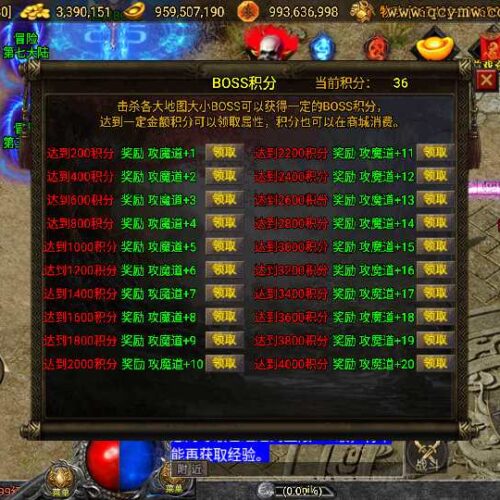 30]
3,390,151
959,507,190
993,636,998
www.qcymw.com
冒险
第七大陆
BOSS积分
当前积分： 36
击杀各大地图大小BOSS可以获得一定的BOSS积分，
达到一定金额积分可以领取属性，积分也可以在商城消费。
达到200积分 奖励 攻魔道+1 领取 达到2200积分 奖励 攻魔道+11 领取
达到400积分 奖励 攻魔道+2 领取 达到2400积分 奖励 攻魔道+12 领取
达到600积分 奖励 攻魔道+3 领取 达到2600积分 奖励 攻魔道+13 领取
达到800积分 奖励 攻魔道+4 领取 达到2800积分 奖励 攻魔道+14 领取
达到1000积分 奖励 攻魔道+5 领取 达到3000积分 奖励 攻魔道+15 领取
达到1200积分 奖励 攻魔道+6 领取 达到3200积分 奖励 攻魔道+16 领取
达到1400积分 奖励 攻魔道+7 领取 达到3400积分 奖励 攻魔道+17 领取
达到1600积分 奖励 攻魔道+8 领取 达到3600积分 奖励 攻魔道+18 领取
达到1800积分 奖励 攻魔道+9 领取 达到3800积分 奖励 攻魔道+19 领取
达到2000积分 奖励 攻魔道+10 领取 达到4000积分 奖励 攻魔道+20 领取
能再获取经验。
附近
战斗
菜单